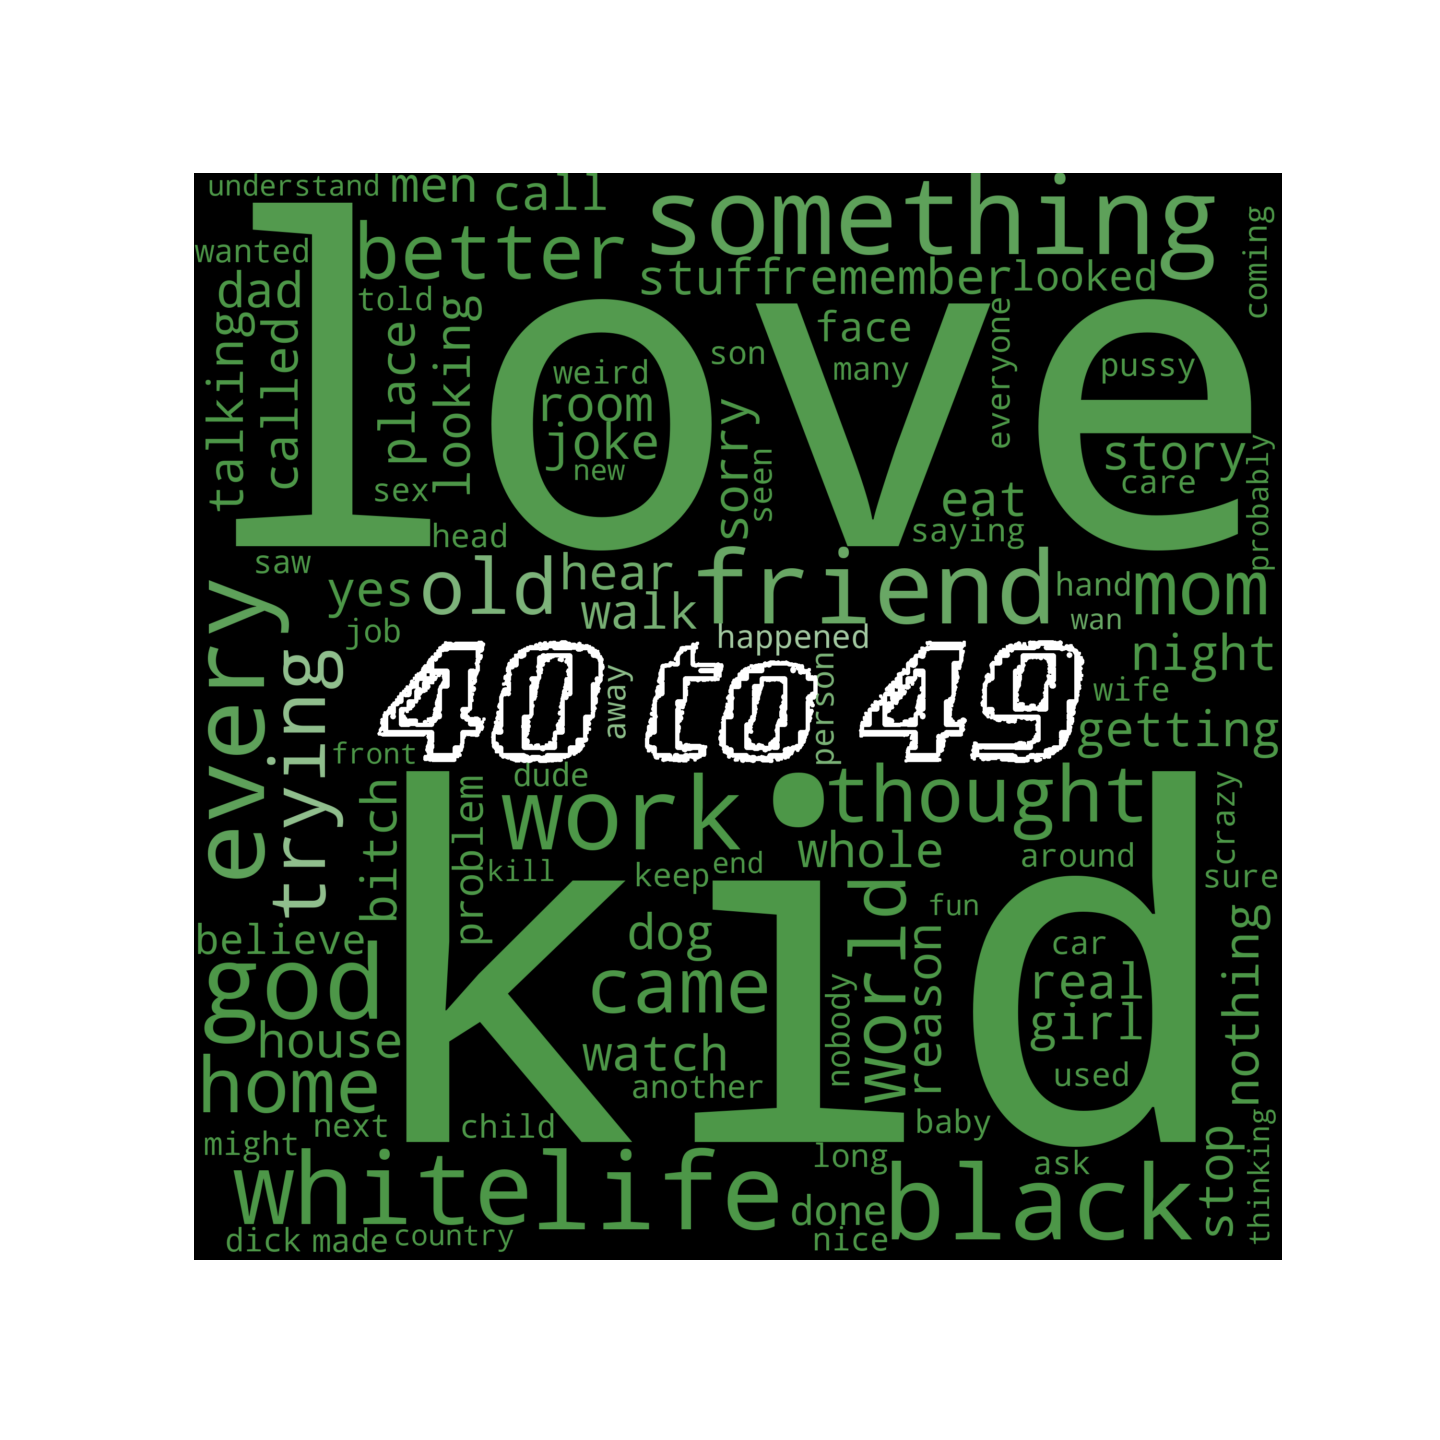 understand men call something
wanted better coming
dad told stuff remember looked
talking called place looking love
son face many everyone pussy
weird room joke new
sorry seen story care probably
sex eat saying
head
saw yes old hear friend hand mom
job walk wan
happened night
every trying 40 to 49 wife
away person getting
front dude
bitch problem work thought crazy
kill keep end whole around sure
kid
believe dog world fun car
god came reason real nothing
house watch nobody girl
home another used
next child baby
might long ask stop thinking
white life done black
dick made country nice